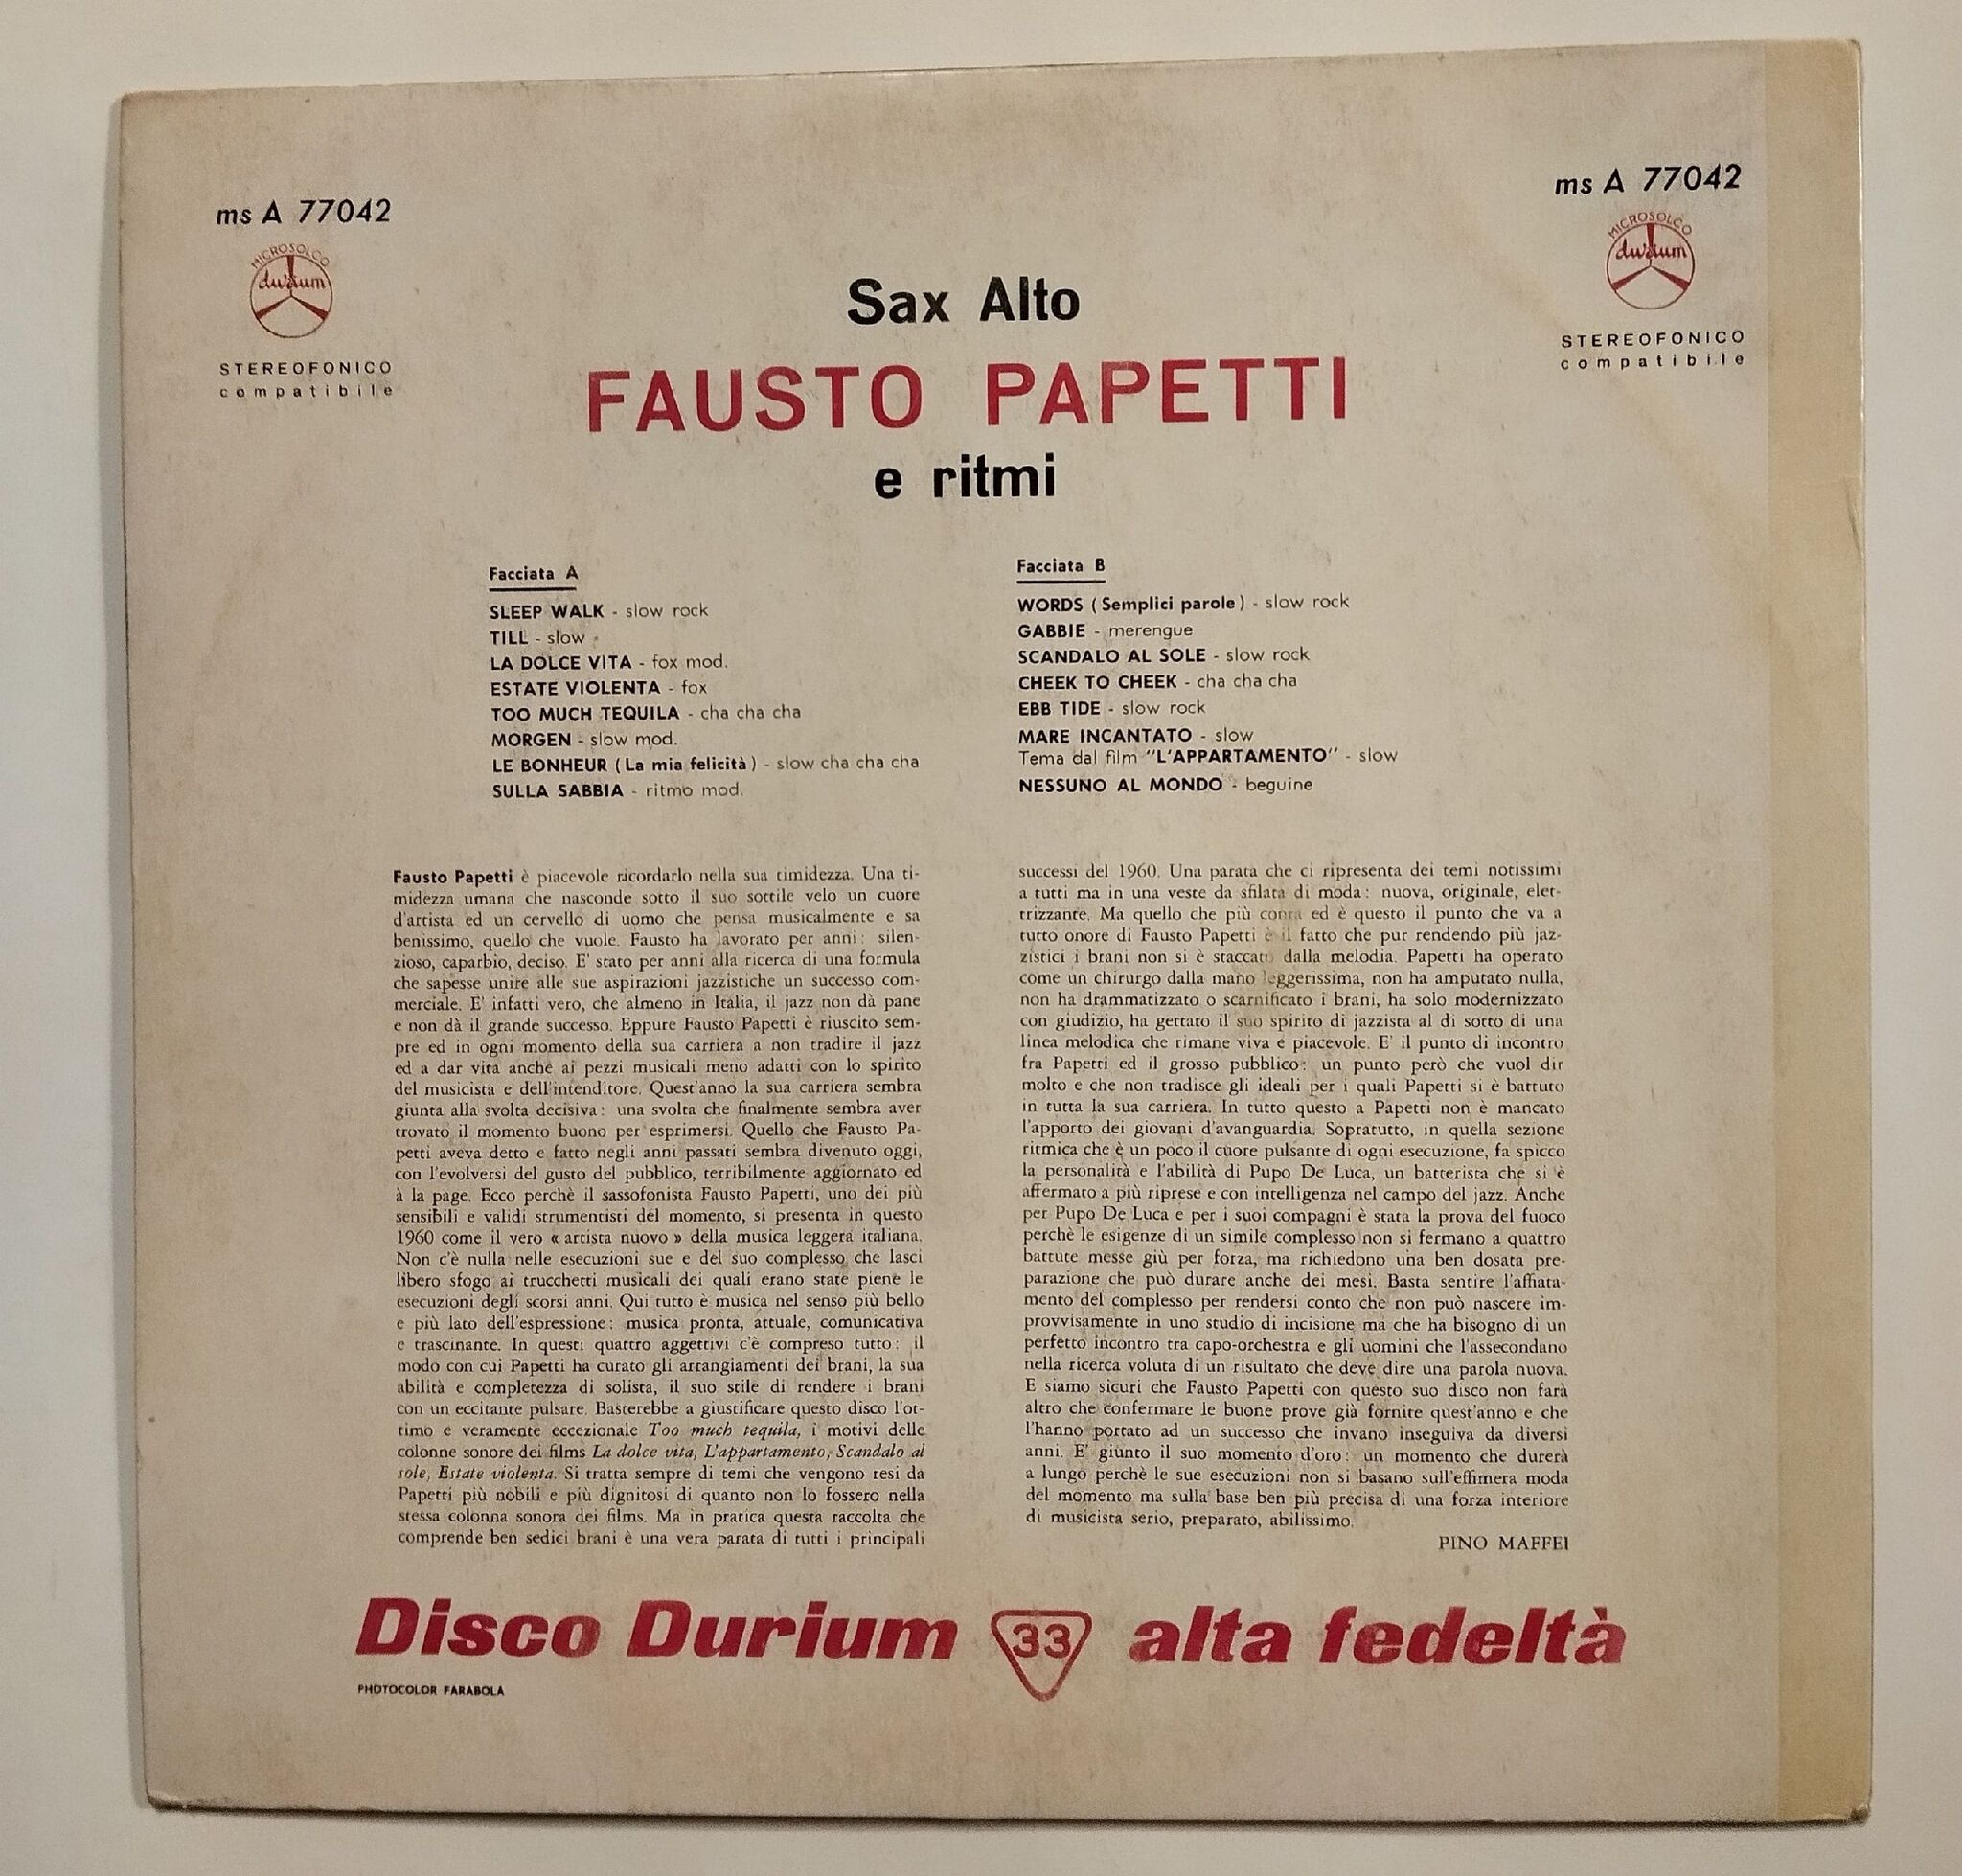 ms A 77042
MICROSOLCO
durium
STEREOFONICO
compatibile
ms A 77042
MICROSOLCO
durium
STEREOFONICO
compatibile
Sax Alto
FAUSTO PAPETTI
e ritmi
Facciata A
SLEEP WALK - slow rock
TILL - slow
LA DOLCE VITA - fox mod.
ESTATE VIOLENTA - fox
TOO MUCH TEQUILA - cha cha cha
MORGEN - slow mod.
LE BONHEUR (La mia felicità) - slow cha cha cha
SULLA SABBIA - ritmo mod.
Facciata B
WORDS (Semplici parole) - slow rock
GABBIE - merengue
SCANDALO AL SOLE - slow rock
CHEEK TO CHEEK - cha cha cha
EBB TIDE - slow rock
MARE INCANTATO - slow
Tema dal film "L'APPARTAMENTO" - slow
NESSUNO AL MONDO - beguine
Fausto Papetti è piacevole ricordarlo nella sua timidezza. Una ti-
midezza umana che nasconde sotto il suo sottile velo un cuore
d'artista ed un cervello di uomo che pensa musicalmente e sa
benissimo, quello che vuole. Fausto ha lavorato per anni: silen-
zioso, caparbio, deciso. E' stato per anni alla ricerca di una formula
che sapesse unire alle sue aspirazioni jazzistiche un successo com-
merciale. E' infatti vero, che almeno in Italia, il jazz non dà pane
e non dà il grande successo. Eppure Fausto Papetti è riuscito sem-
pre ed in ogni momento della sua carriera a non tradire il jazz
ed a dar vita anche ai pezzi musicali meno adatti con lo spirito
del musicista e dell'intenditore. Quest'anno la sua carriera sembra
giunta alla svolta decisiva: una svolta che finalmente sembra aver
trovato il momento buono per esprimersi. Quello che Fausto Pa-
petti aveva detto e fatto negli anni passati sembra divenuto oggi,
con l'evolversi del gusto del pubblico, terribilmente aggiornato ed
à la page. Ecco perchè il sassofonista Fausto Papetti, uno dei più
sensibili e validi strumentisti del momento, si presenta in questo
1960 come il vero « artista nuovo » della musica leggera italiana.
Non c'è nulla nelle esecuzioni sue e del suo complesso che lasci
libero sfogo ai trucchetti musicali dei quali erano state piene le
esecuzioni degli scorsi anni. Qui tutto è musica nel senso più bello
e più lato dell'espressione: musica pronta, attuale, comunicativa
e trascinante. In questi quattro aggettivi c'è compreso tutto: il
modo con cui Papetti ha curato gli arrangiamenti dei brani, la sua
abilità e completezza di solista, il suo stile di rendere i brani
con un eccitante pulsare. Basterebbe a giustificare questo disco l'ot-
timo e veramente eccezionale Too much tequila, i motivi delle
colonne sonore dei films La dolce vita, L'appartamento, Scandalo al
sole, Estate violenta. Si tratta sempre di temi che vengono resi da
Papetti più nobili e più dignitosi di quanto non lo fossero nella
stessa colonna sonora dei films. Ma in pratica questa raccolta che
comprende ben sedici brani è una vera parata di tutti i principali
successi del 1960. Una parata che ci ripresenta dei temi notissimi
a tutti ma in una veste da sfilata di moda: nuova, originale, elet-
trizzante. Ma quello che più conta ed è questo il punto che va a
tutto onore di Fausto Papetti è il fatto che pur rendendo più jaz-
zistici i brani non si è staccato dalla melodia. Papetti ha operato
come un chirurgo dalla mano leggerissima, non ha amputato nulla,
non ha drammatizzato o scarnificato i brani, ha solo modernizzato
con giudizio, ha gettato il suo spirito di jazzista al di sotto di una
linea melodica che rimane viva e piacevole. E' il punto di incontro
fra Papetti ed il grosso pubblico: un punto però che vuol dir
molto e che non tradisce gli ideali per i quali Papetti si è battuto
in tutta la sua carriera. In tutto questo a Papetti non è mancato
l'apporto dei giovani d'avanguardia. Sopratutto, in quella sezione
ritmica che è un poco il cuore pulsante di ogni esecuzione, fa spicco
la personalità e l'abilità di Pupo De Luca, un batterista che si è
affermato a più riprese e con intelligenza nel campo del jazz. Anche
per Pupo De Luca e per i suoi compagni è stata la prova del fuoco
perchè le esigenze di un simile complesso non si fermano a quattro
battute messe giù per forza, ma richiedono una ben dosata pre-
parazione che può durare anche dei mesi. Basta sentire l'affiata-
mento del complesso per rendersi conto che non può nascere im-
provvisamente in uno studio di incisione ma che ha bisogno di un
perfetto incontro tra capo-orchestra e gli uomini che l'assecondano
nella ricerca voluta di un risultato che deve dire una parola nuova.
E siamo sicuri che Fausto Papetti con questo suo disco non farà
altro che confermare le buone prove già fornite quest'anno e che
l'hanno portato ad un successo che invano inseguiva da diversi
anni. E' giunto il suo momento d'oro: un momento che durerà
a lungo perchè le sue esecuzioni non si basano sull'effimera moda
del momento ma sulla base ben più precisa di una forza interiore
di musicista serio, preparato, abilissimo.
PINO MAFFEI
Disco Durium 33 alta fedeltà
PHOTOCOLOR FARABOLA